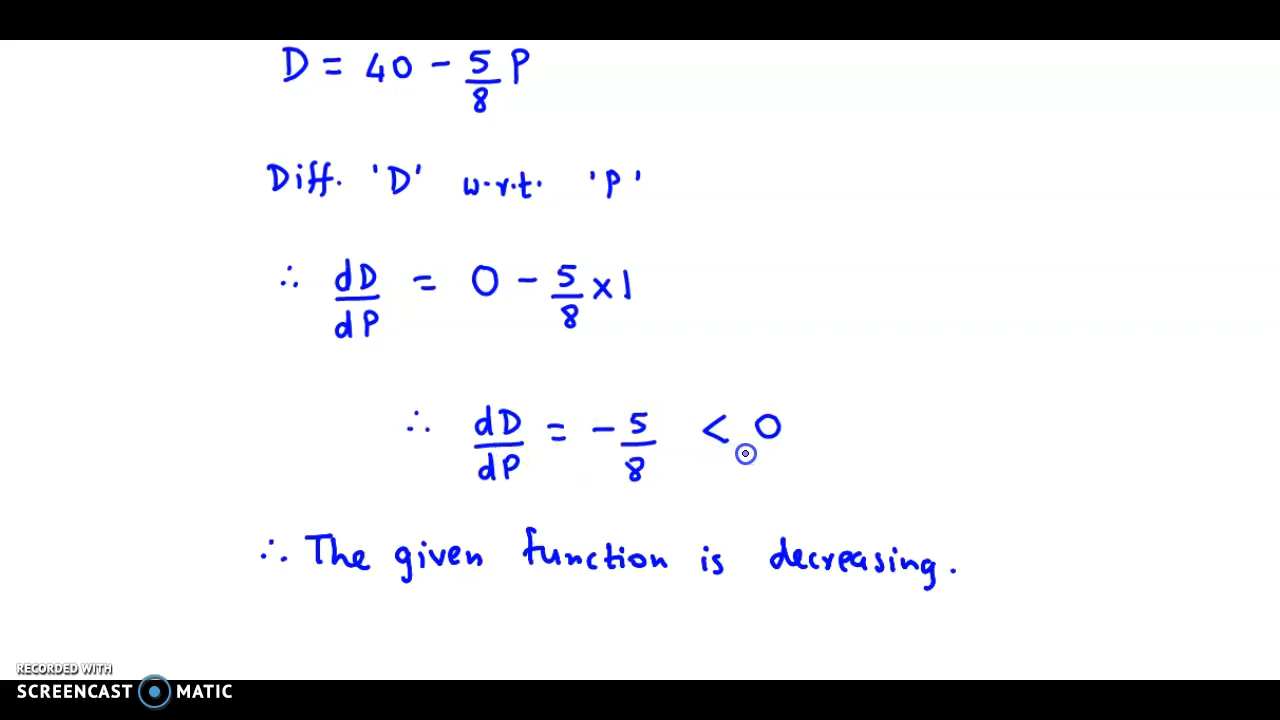 D = 40 - 5/8 P
Diff. 'D' w.r.t. 'P'
∴ dD/dP = 0 - 5/8 × 1
∴ dD/dP = - 5/8 < 0
∴ The given function is decreasing.
RECORDED WITH
SCREENCAST MATIC